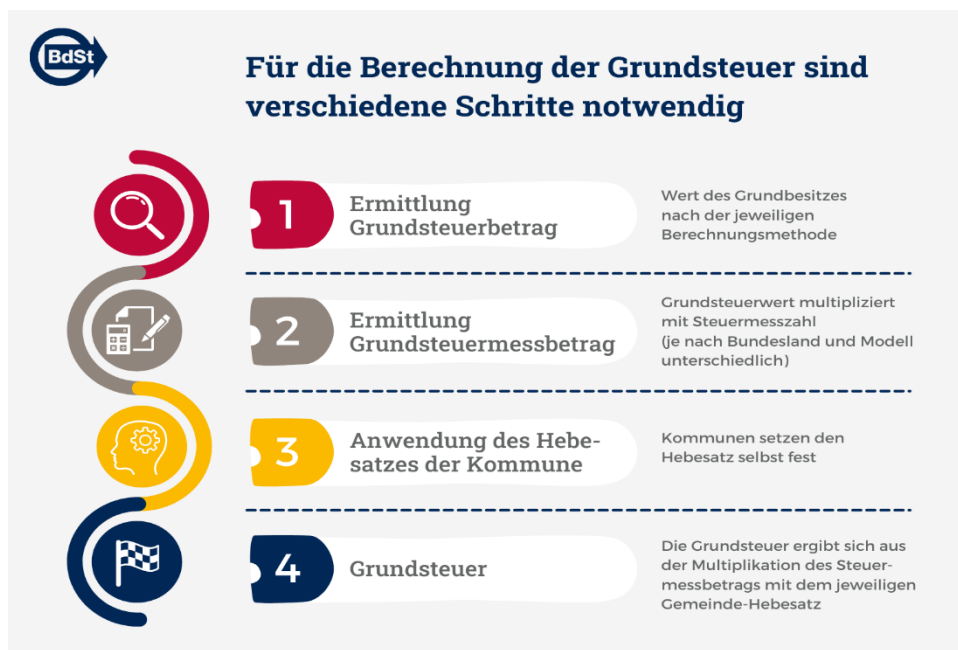 BdSt
Für die Berechnung der Grundsteuer sind
verschiedene Schritte notwendig
1
Ermittlung
Grundsteuerbetrag
Wert des Grundbesitzes
nach der jeweiligen
Berechnungsmethode
2
Ermittlung
Grundsteuermessbetrag
Grundsteuerwert multipliziert
mit Steuermesszahl
(je nach Bundesland und Modell
unterschiedlich)
3
Anwendung des Hebe-
satzes der Kommune
Kommunen setzen den
Hebesatz selbst fest
4
Grundsteuer
Die Grundsteuer ergibt sich aus
der Multiplikation des Steuer-
messbetrags mit dem jeweiligen
Gemeinde-Hebesatz